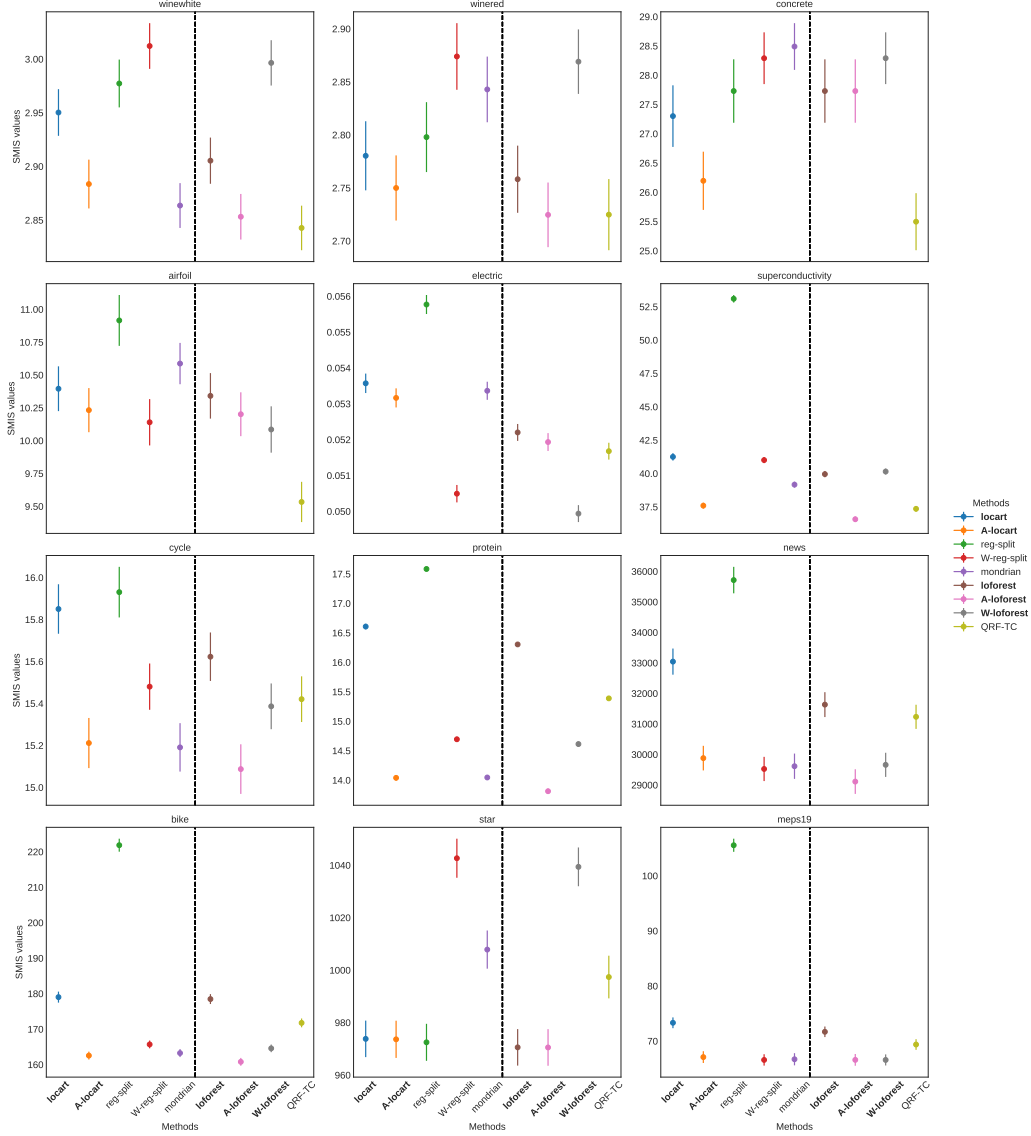 winewhite
winered
concrete
SMIS values
3.00
2.95
2.90
2.85
2.90
2.85
2.80
2.75
2.70
29.0
28.5
28.0
27.5
27.0
26.5
26.0
25.5
25.0
airfoil
electric
superconductivity
SMIS values
11.00
10.75
10.50
10.25
10.00
9.75
9.50
0.056
0.055
0.054
0.053
0.052
0.051
0.050
52.5
50.0
47.5
45.0
42.5
40.0
37.5
cycle
protein
news
SMIS values
16.0
15.8
15.6
15.4
15.2
15.0
17.5
17.0
16.5
16.0
15.5
15.0
14.5
14.0
36000
35000
34000
33000
32000
31000
30000
29000
bike
star
meps19
SMIS values
220
210
200
190
180
170
160
1040
1020
1000
980
960
100
90
80
70
locart
A-locart
reg-split
W-reg-split
mondrian
loforest
A-loforest
W-loforest
QRF-TC
Methods
locart
A-locart
reg-split
W-reg-split
mondrian
loforest
A-loforest
W-loforest
QRF-TC
Methods
locart
A-locart
reg-split
W-reg-split
mondrian
loforest
A-loforest
W-loforest
QRF-TC
Methods
Methods
locart
A-locart
reg-split
W-reg-split
mondrian
loforest
A-loforest
W-loforest
QRF-TC